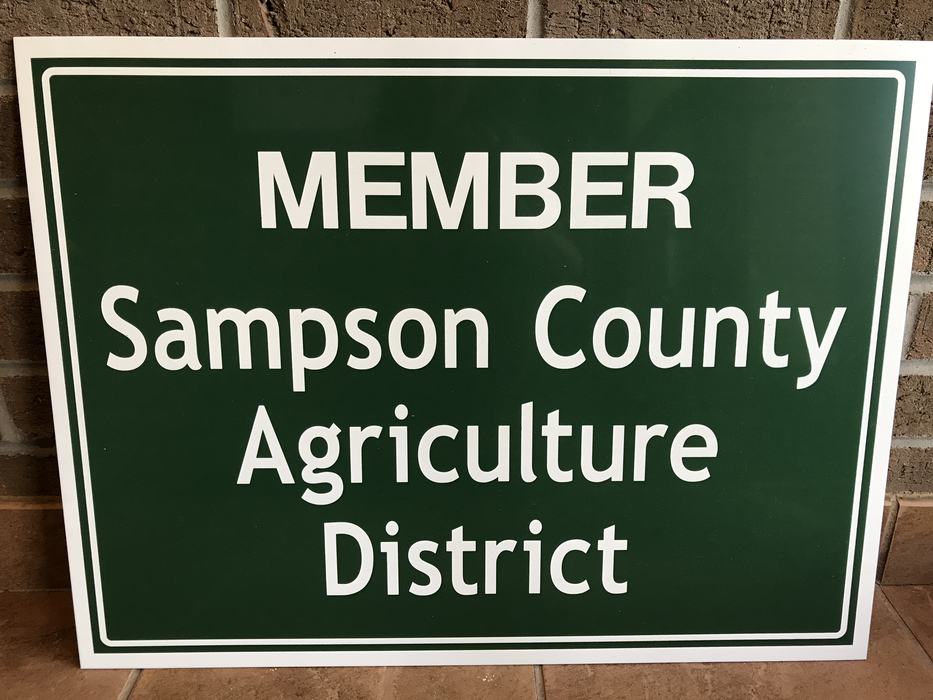 MEMBER
Sampson County
Agriculture
District